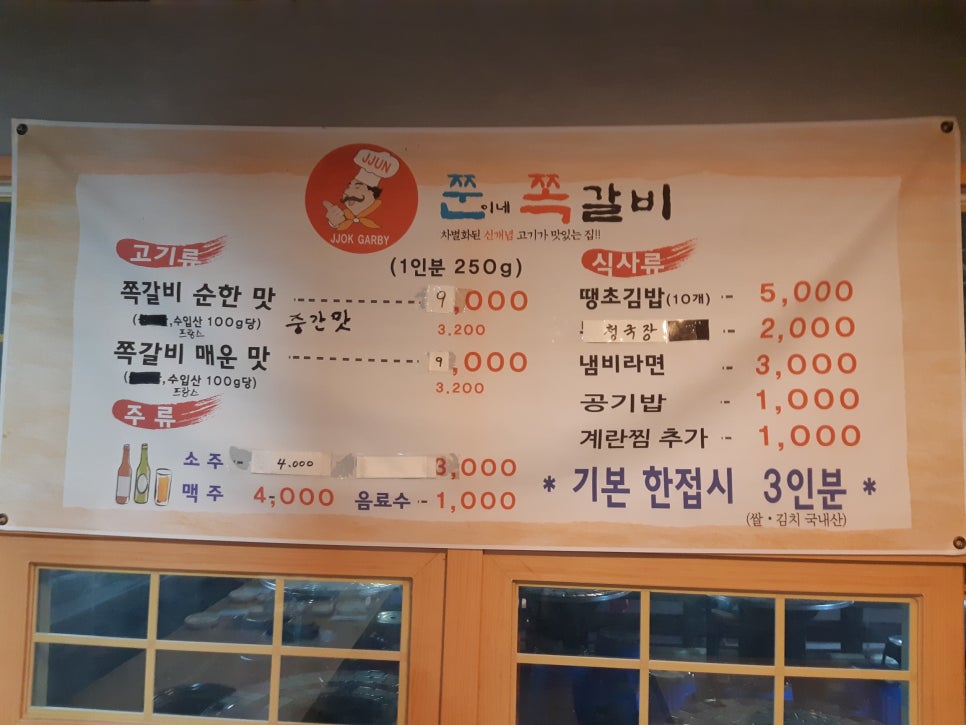 JJUN
JJOK GARBY
쭌이네 쪽갈비
차별화된 신개념 고기가 맛있는 집!!
고기류
(1인분 250g)
쪽갈비 순한 맛 9,000
(,수입산 100g당) 중간맛 3.200
프랑스
쪽갈비 매운 맛 9,000
(,수입산 100g당) 3.200
프랑스
주류
소주 - 4.000 3,000
맥주 4,000 음료수 - 1,000
식사류
땡초김밥(10개) - 5,000
청국장 2,000
냄비라면 - 3,000
공기밥 - 1,000
계란찜 추가 - 1,000
* 기본 한접시 3인분 *
(쌀·김치 국내산)